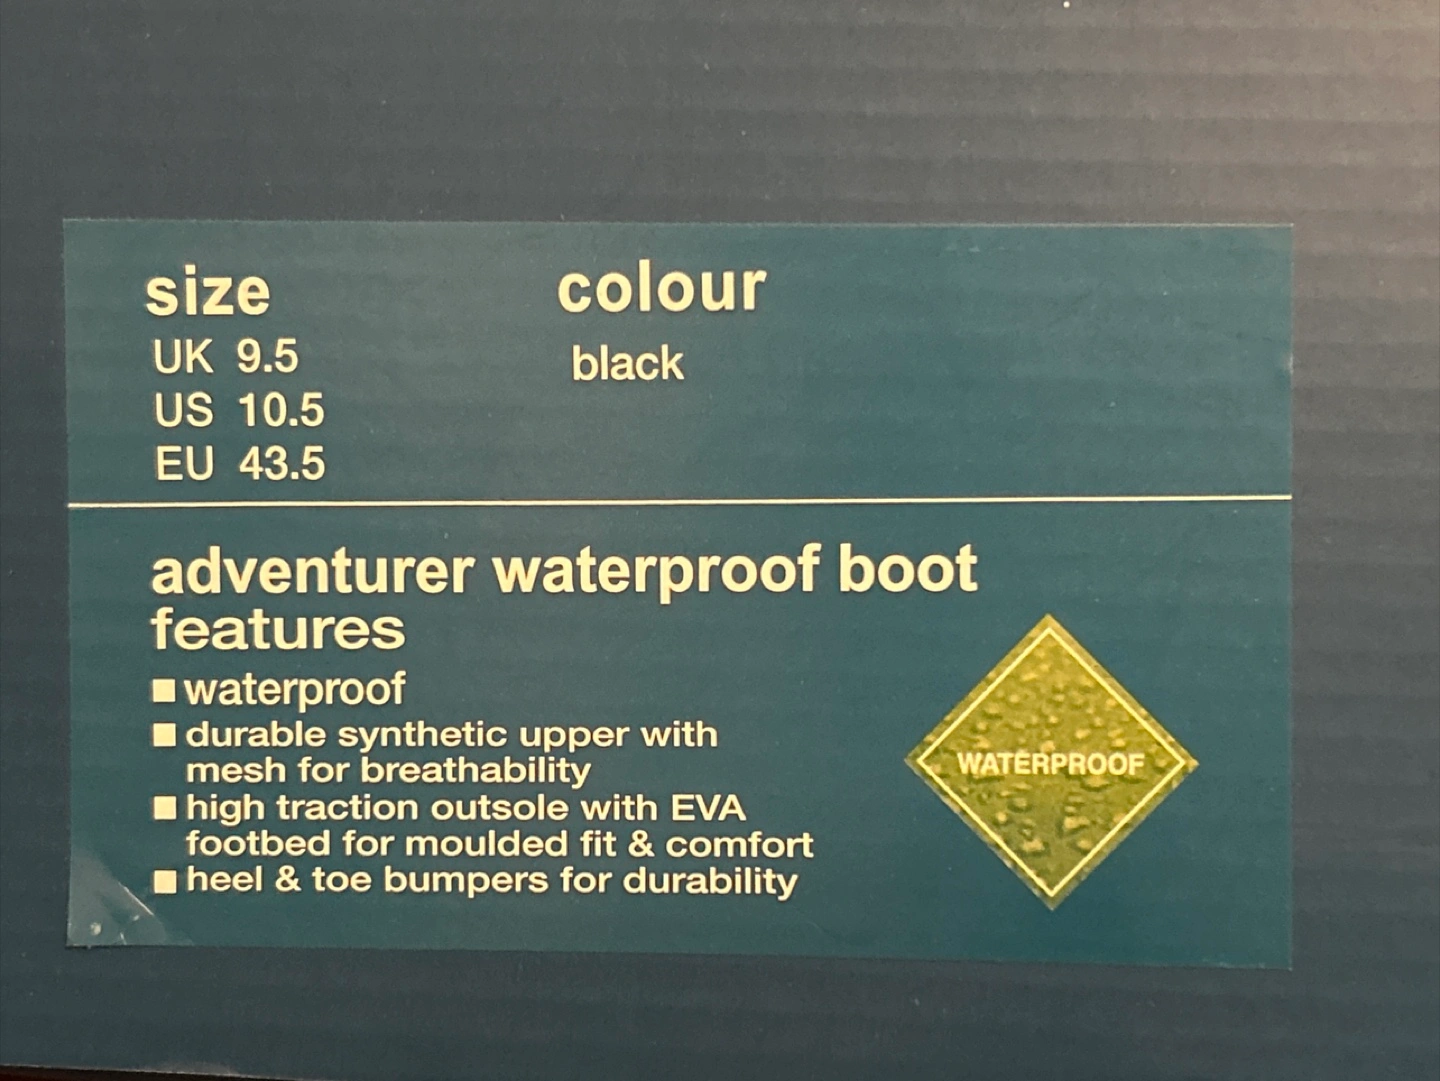 size
colour
UK 9.5
black
US 10.5
EU 43.5
adventurer waterproof boot
features
waterproof
durable synthetic upper with
mesh for breathability
high traction outsole with EVA
footbed for moulded fit & comfort
heel & toe bumpers for durability
WATERPROOF